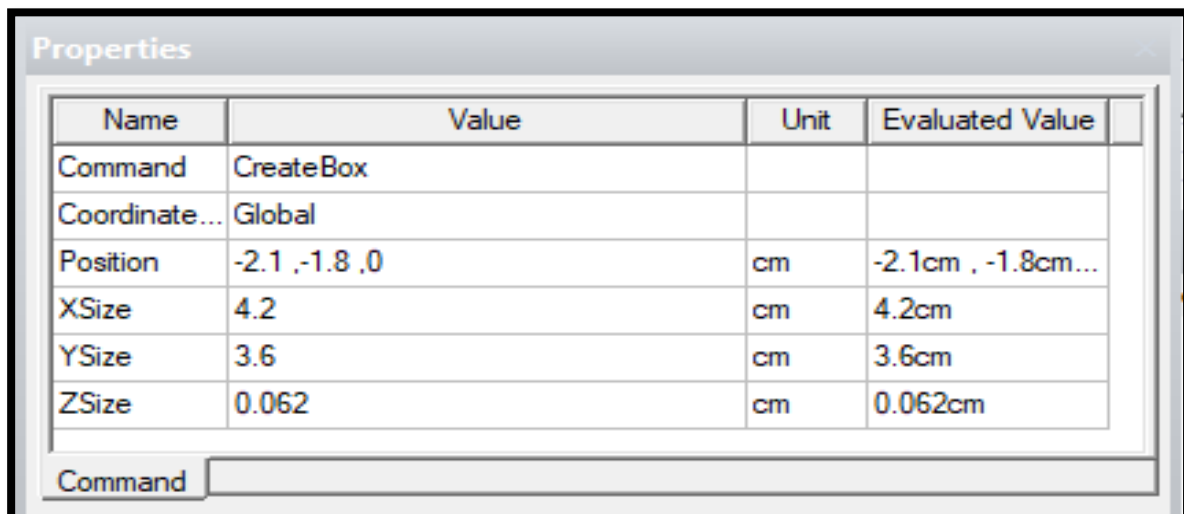 Properties
Name Value Unit Evaluated Value
Command CreateBox
Coordinate... Global
Position -2.1 ,-1.8 ,0 cm -2.1cm , -1.8cm...
XSize 4.2 cm 4.2cm
YSize 3.6 cm 3.6cm
ZSize 0.062 cm 0.062cm
Command